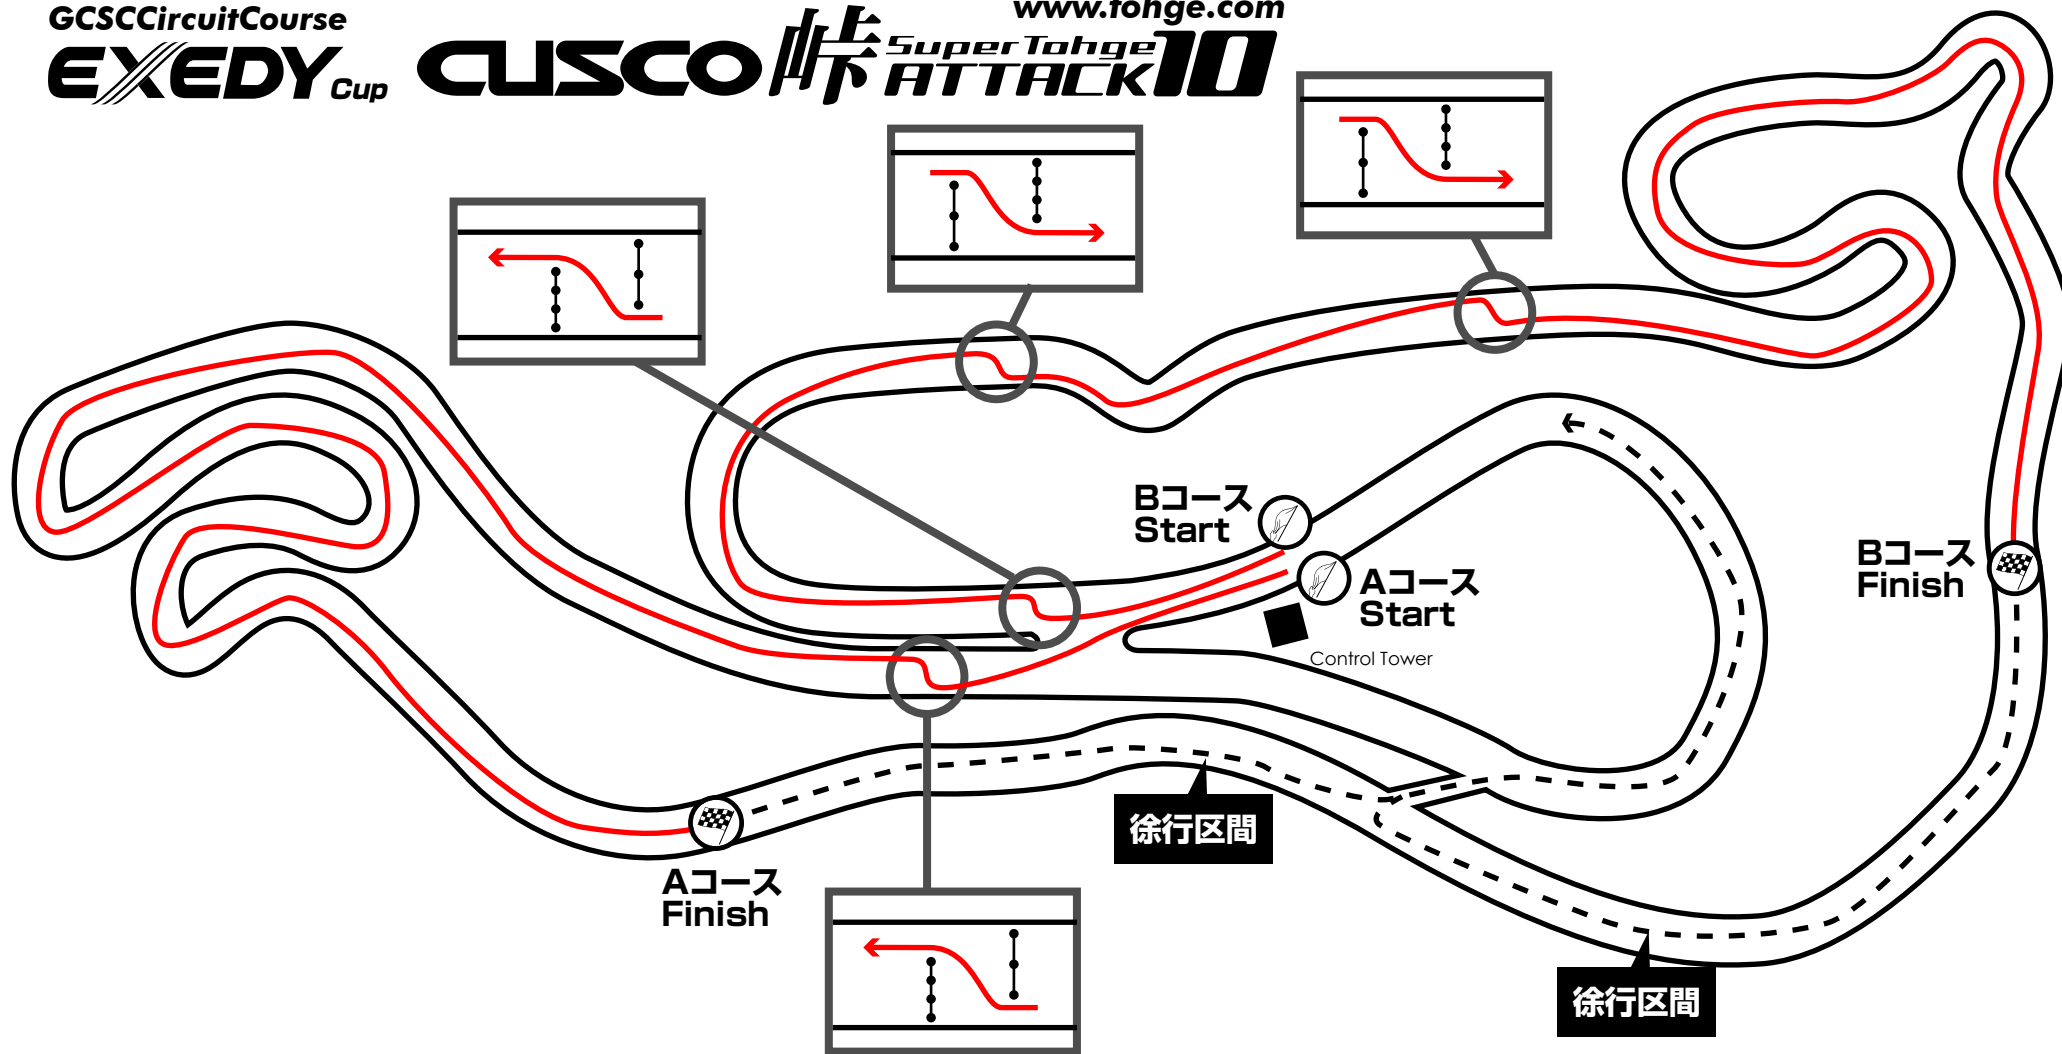 GCSCCircuitCourse
EXEDY Cup
CUSCO
峠
www.tohge.com
Super Tohge
ATTACK 10
Bコース
Start
Aコース
Start
Control Tower
Bコース
Finish
徐行区間
Aコース
Finish
徐行区間